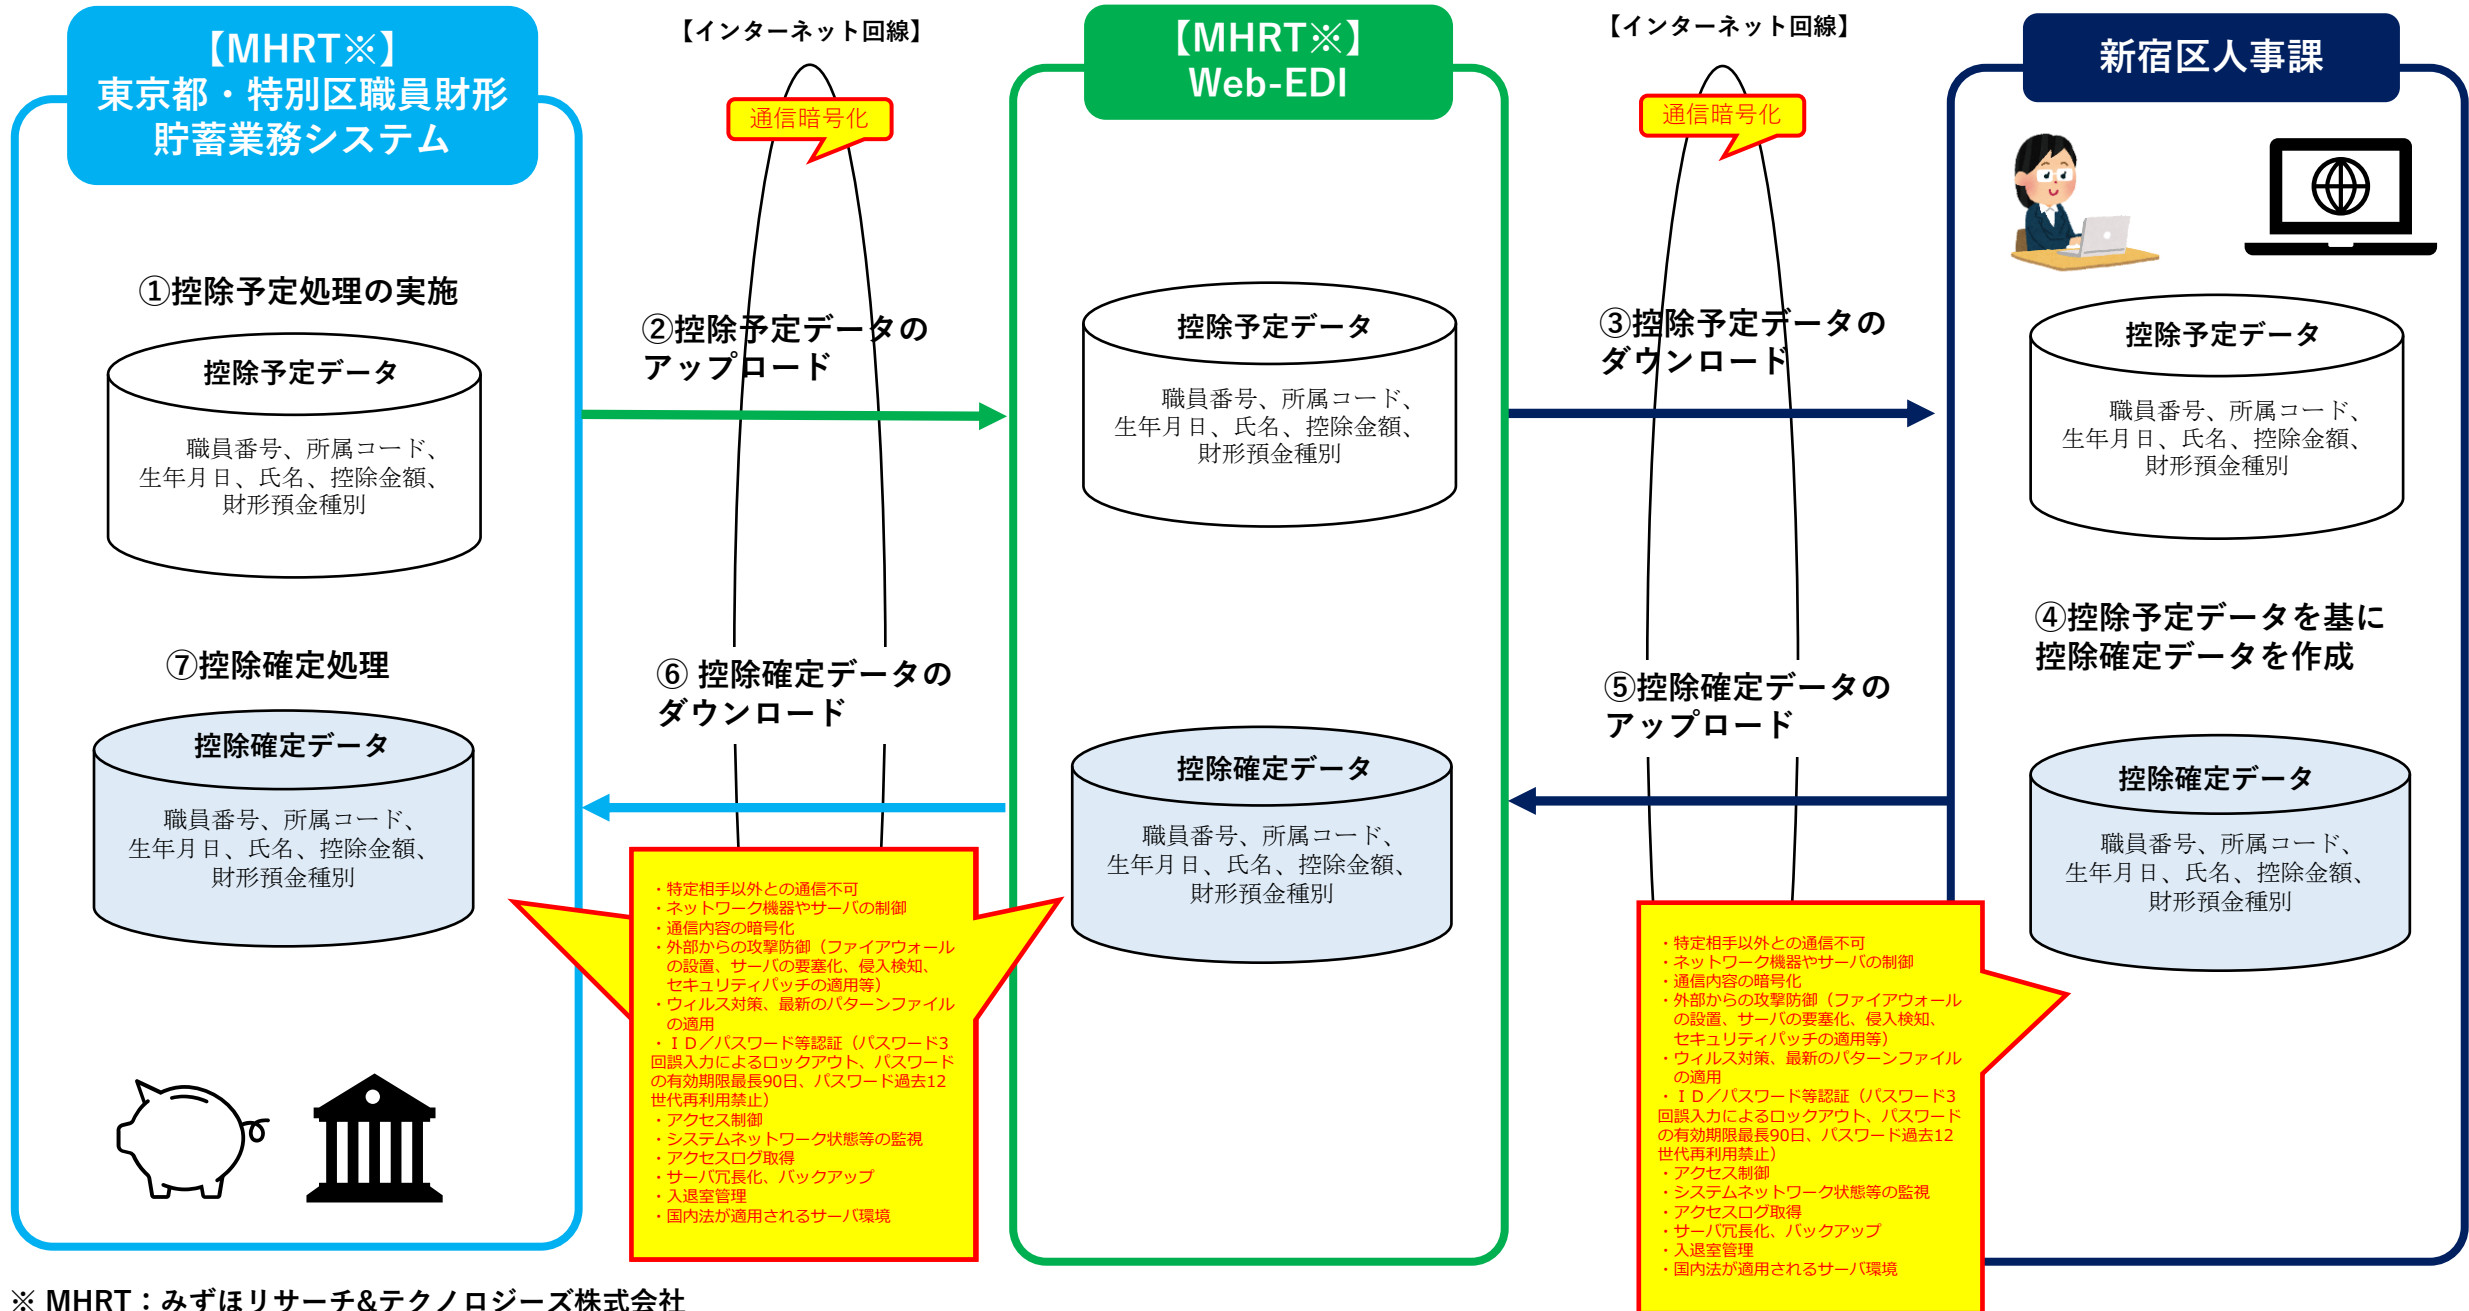 【MHRT※】
東京都・特別区職員財形
貯蓄業務システム
【インターネット回線】
通信暗号化
【MHRT※】
Web-EDI
【インターネット回線】
通信暗号化
新宿区人事課
①控除予定処理の実施
控除予定データ
職員番号、所属コード、
生年月日、氏名、控除金額、
財形預金種別
②控除予定データの
アップロード
控除予定データ
職員番号、所属コード、
生年月日、氏名、控除金額、
財形預金種別
③控除予定データの
ダウンロード
控除予定データ
職員番号、所属コード、
生年月日、氏名、控除金額、
財形預金種別
④控除予定データを基に
控除確定データを作成
控除確定データ
職員番号、所属コード、
生年月日、氏名、控除金額、
財形預金種別
⑤控除確定データの
アップロード
控除確定データ
職員番号、所属コード、
生年月日、氏名、控除金額、
財形預金種別
⑥ 控除確定データの
ダウンロード
⑦控除確定処理
控除確定データ
職員番号、所属コード、
生年月日、氏名、控除金額、
財形預金種別
・特定相手以外との通信不可
・ネットワーク機器やサーバの制御
・通信内容の暗号化
・外部からの攻撃防御（ファイアウォール
の設置、サーバの要塞化、侵入検知、
セキュリティパッチの適用等）
・ウィルス対策、最新のパターンファイル
の適用
・ＩＤ／パスワード等認証（パスワード3
回誤入力によるロックアウト、パスワード
の有効期限最長90日、パスワード過去12
世代再利用禁止）
・アクセス制御
・システムネットワーク状態等の監視
・アクセスログ取得
・サーバ冗長化、バックアップ
・入退室管理
・国内法が適用されるサーバ環境
・特定相手以外との通信不可
・ネットワーク機器やサーバの制御
・通信内容の暗号化
・外部からの攻撃防御（ファイアウォール
の設置、サーバの要塞化、侵入検知、
セキュリティパッチの適用等）
・ウィルス対策、最新のパターンファイル
の適用
・ＩＤ／パスワード等認証（パスワード3
回誤入力によるロックアウト、パスワード
の有効期限最長90日、パスワード過去12
世代再利用禁止）
・アクセス制御
・システムネットワーク状態等の監視
・アクセスログ取得
・サーバ冗長化、バックアップ
・入退室管理
・国内法が適用されるサーバ環境
※ MHRT：みずほリサーチ&テクノロジーズ株式会社